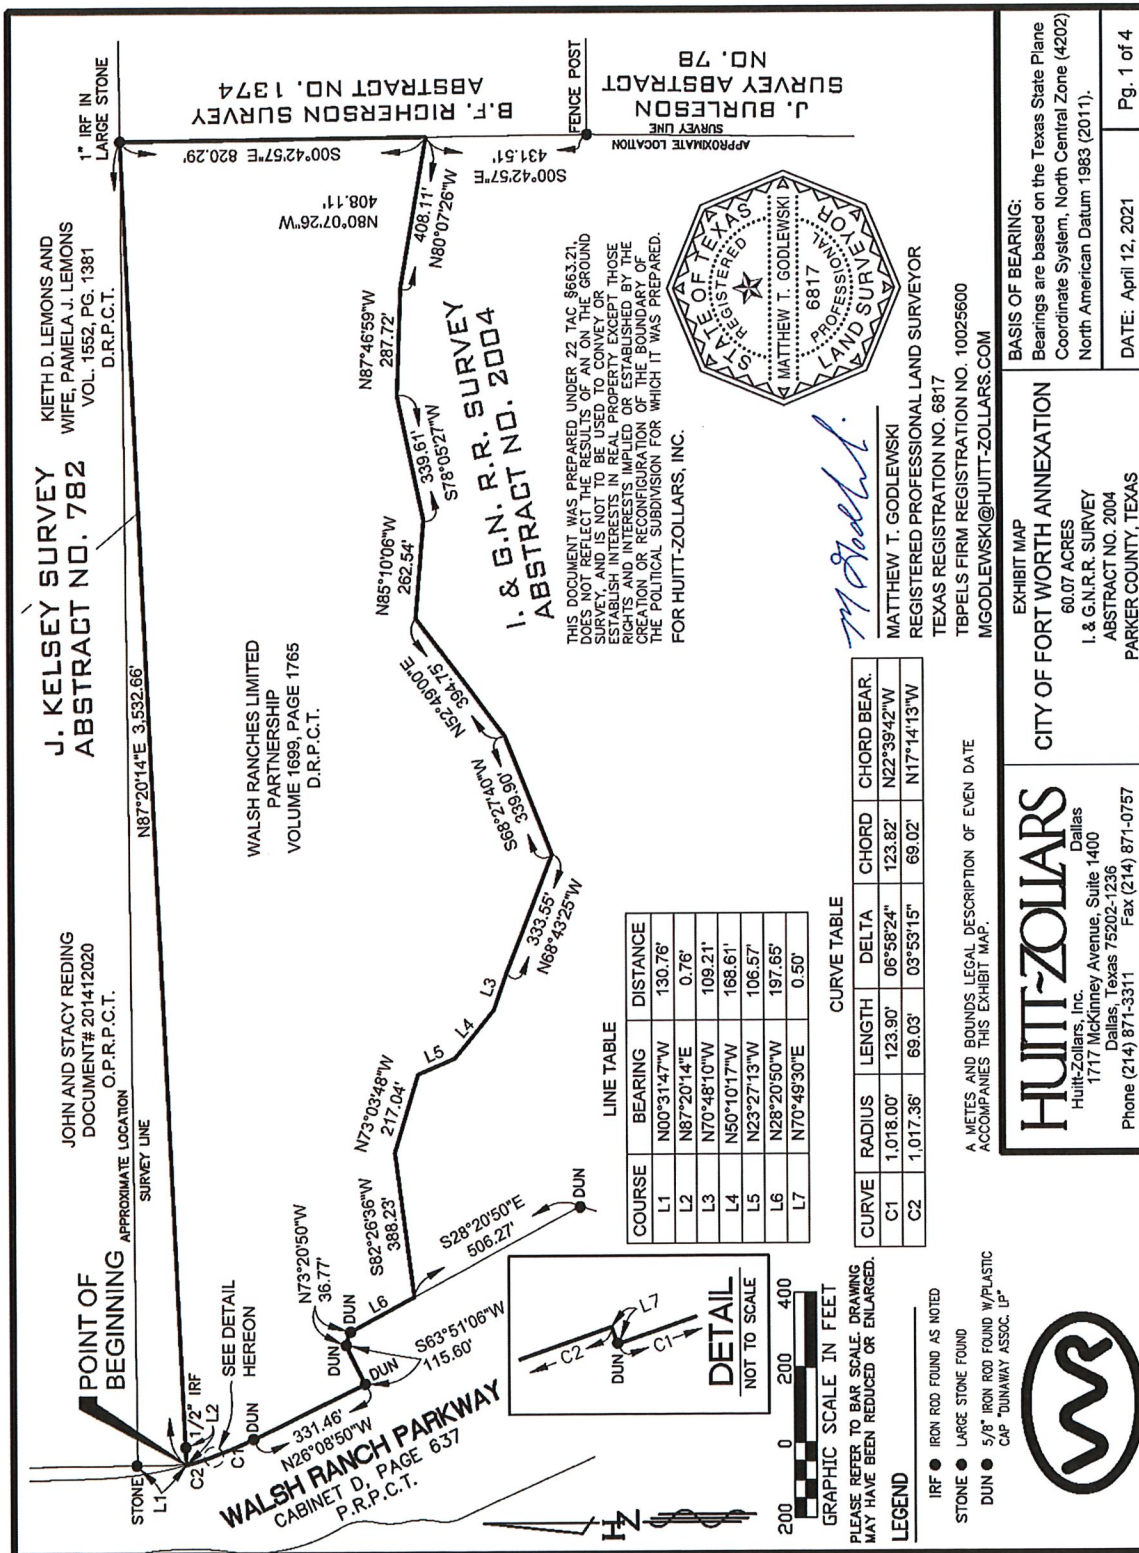 JOHN AND STACY REDING
DOCUMENT# 201412020
O.P.R.P.C.T.
J. KELSEY SURVEY
ABSTRACT NO. 782
KIETH D. LEMONS AND
WIFE, PAMELA J. LEMONS
VOL. 1552, PG. 1381
D.R.P.C.T.
1" IRF IN
LARGE STONE
POINT OF
BEGINNING
APPROXIMATE LOCATION
SURVEY LINE
STONE
L1
1/2" IRF
L2
C2
C1
SEE DETAIL
HEREON
N87°20'14"E 3,532.66'
S00°42'57"E 820.29'
B.F. RICHERSON SURVEY
ABSTRACT NO. 1374
WALSH RANCHES LIMITED
PARTNERSHIP
VOLUME 1699, PAGE 1765
D.R.P.C.T.
DUN
331.46'
N26°08'50"W
WALSH RANCH PARKWAY
CABINET D, PAGE 637
P.R.P.C.T.
DUN
S63°51'06"W
115.60'
DUN
DUN
N73°20'50"W
36.77'
L6
S82°26'36"W
388.23'
S28°20'50"E
506.27'
DUN
N73°03'48"W
217.04'
L5
L4
L3
333.55'
N68°43'25"W
S68°27'40"W
339.90'
N52°49'00"E
394.75'
N85°10'06"W
262.54'
339.61'
S78°05'27"W
N87°46'59"W
287.72'
408.11'
N80°07'26"W
N80°07'26"W
408.11'
S00°42'57"E
431.51'
FENCE POST
APPROXIMATE LOCATION
SURVEY LINE
J. BURLESON
SURVEY ABSTRACT
NO. 78
I. & G.N. R.R. SURVEY
ABSTRACT NO. 2004
THIS DOCUMENT WAS PREPARED UNDER 22 TAC §663.21,
DOES NOT REFLECT THE RESULTS OF AN ON THE GROUND
SURVEY, AND IS NOT TO BE USED TO CONVEY OR
ESTABLISH INTERESTS IN REAL PROPERTY EXCEPT THOSE
RIGHTS AND INTERESTS IMPLIED OR ESTABLISHED BY THE
CREATION OR RECONFIGURATION OF THE BOUNDARY OF
THE POLITICAL SUBDIVISION FOR WHICH IT WAS PREPARED.
FOR HUITT-ZOLLARS, INC.
STATE OF TEXAS
REGISTERED
MATTHEW T. GODLEWSKI
6817
PROFESSIONAL
LAND SURVEYOR
MATTHEW T. GODLEWSKI
REGISTERED PROFESSIONAL LAND SURVEYOR
TEXAS REGISTRATION NO. 6817
TBPELS FIRM REGISTRATION NO. 10025600
MGODLEWSKI@HUITT-ZOLLARS.COM
LINE TABLE
COURSE BEARING DISTANCE
L1 N00°31'47"W 130.76'
L2 N87°20'14"E 0.76'
L3 N70°48'10"W 109.21'
L4 N50°10'17"W 168.61'
L5 N23°27'13"W 106.57'
L6 N28°20'50"W 197.65'
L7 N70°49'30"E 0.50'
CURVE TABLE
CURVE RADIUS LENGTH DELTA CHORD CHORD BEAR.
C1 1,018.00' 123.90' 06°58'24" 123.82' N22°39'42"W
C2 1,017.36' 69.03' 03°53'15" 69.02' N17°14'13"W
C2
L7
DUN
C1
DETAIL
NOT TO SCALE
N
200 0 200 400
GRAPHIC SCALE IN FEET
PLEASE REFER TO BAR SCALE. DRAWING
MAY HAVE BEEN REDUCED OR ENLARGED.
LEGEND
IRF IRON ROD FOUND AS NOTED
STONE LARGE STONE FOUND
DUN 5/8" IRON ROD FOUND W/PLASTIC
CAP "DUNAWAY ASSOC. LP"
A METES AND BOUNDS LEGAL DESCRIPTION OF EVEN DATE
ACCOMPANIES THIS EXHIBIT MAP.
WR
HUITT-ZOLLARS
Huitt-Zollars, Inc. Dallas
1717 McKinney Avenue, Suite 1400
Dallas, Texas 75202-1236
Phone (214) 871-3311 Fax (214) 871-0757
EXHIBIT MAP
CITY OF FORT WORTH ANNEXATION
60.07 ACRES
I. & G.N.R.R. SURVEY
ABSTRACT NO. 2004
PARKER COUNTY, TEXAS
BASIS OF BEARING:
Bearings are based on the Texas State Plane
Coordinate System, North Central Zone (4202)
North American Datum 1983 (2011).
DATE: April 12, 2021
Pg. 1 of 4